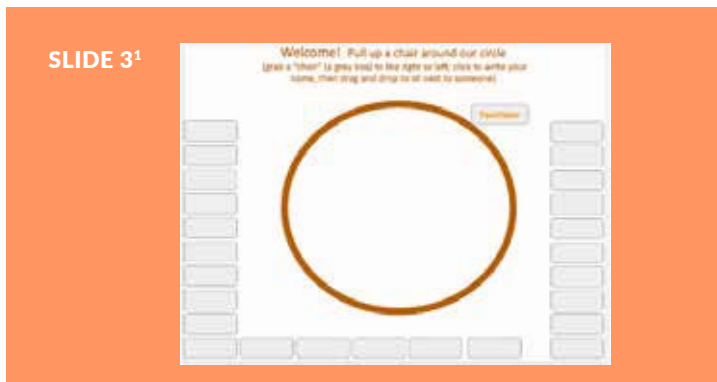 SLIDE 3¹
Welcome! Pull up a chair around our circle
(grab a "chair" (a grey box) to the right or left, click to write your
name, then drag and drop to sit next to someone)